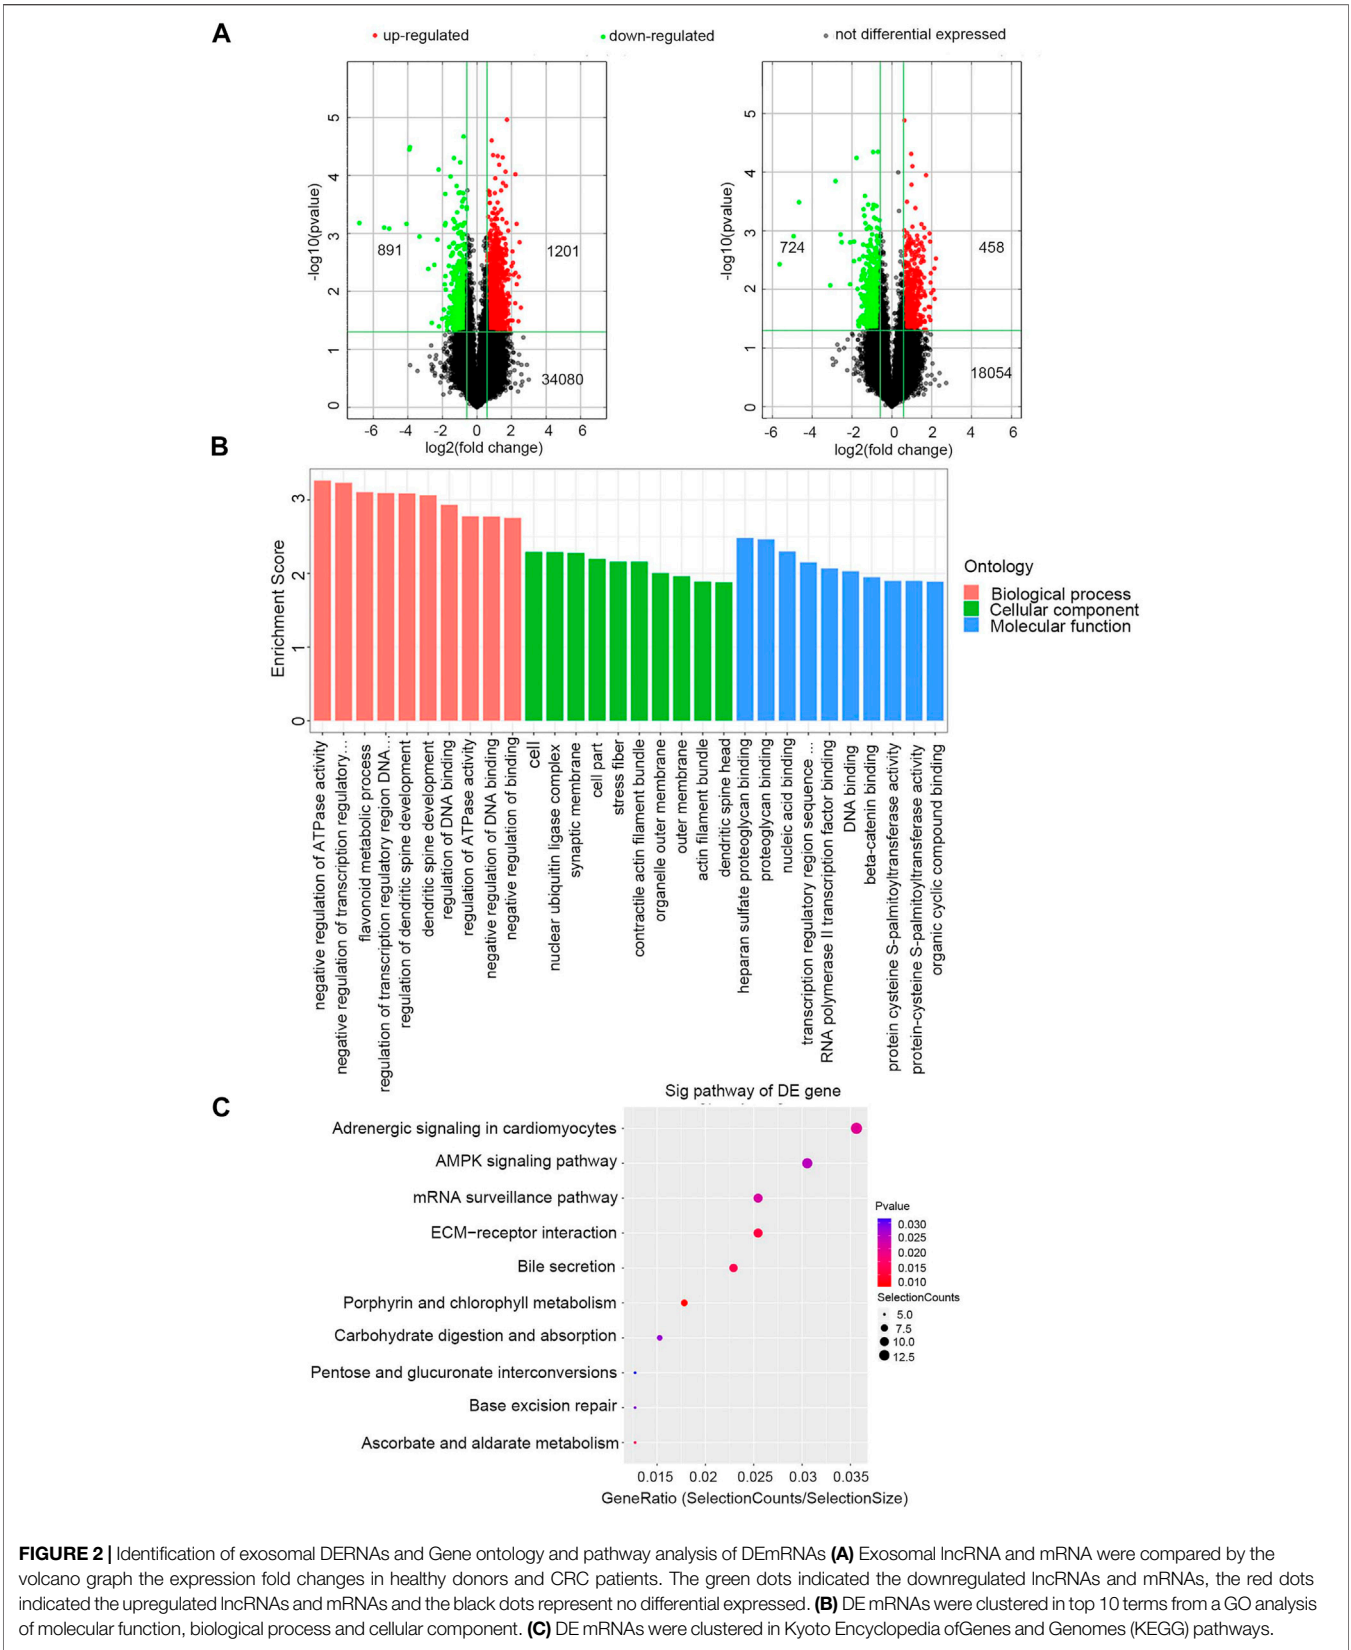 A
up-regulated
down-regulated
not differential expressed
-log10(pvalue)
5
4
3
2
1
0
891
1201
34080
-6 -4 -2 0 2 4 6
log2(fold change)
-log10(pvalue)
5
4
3
2
1
0
724
458
18054
-6 -4 -2 0 2 4 6
log2(fold change)
B
Enrichment Score
3
2
1
0
negative regulation of ATPase activity
negative regulation of transcription regulatory...
flavonoid metabolic process
regulation of transcription regulatory region DNA...
regulation of dendritic spine development
dendritic spine development
regulation of DNA binding
regulation of ATPase activity
negative regulation of DNA binding
negative regulation of binding
cell
nuclear ubiquitin ligase complex
synaptic membrane
cell part
stress fiber
contractile actin filament bundle
organelle outer membrane
outer membrane
actin filament bundle
dendritic spine head
heparan sulfate proteoglycan binding
proteoglycan binding
nucleic acid binding
transcription regulatory region sequence ...
RNA polymerase II transcription factor binding
DNA binding
beta-catenin binding
protein cysteine S-palmitoyltransferase activity
protein-cysteine S-palmitoyltransferase activity
organic cyclic compound binding
Ontology
Biological process
Cellular component
Molecular function
C
Sig pathway of DE gene
Adrenergic signaling in cardiomyocytes
AMPK signaling pathway
mRNA surveillance pathway
ECM−receptor interaction
Bile secretion
Porphyrin and chlorophyll metabolism
Carbohydrate digestion and absorption
Pentose and glucuronate interconversions
Base excision repair
Ascorbate and aldarate metabolism
0.015 0.02 0.025 0.03 0.035
GeneRatio (SelectionCounts/SelectionSize)
Pvalue
0.030
0.025
0.020
0.015
0.010
SelectionCounts
5.0
7.5
10.0
12.5
FIGURE 2 | Identification of exosomal DERNAs and Gene ontology and pathway analysis of DEmRNAs (A) Exosomal lncRNA and mRNA were compared by the
volcano graph the expression fold changes in healthy donors and CRC patients. The green dots indicated the downregulated lncRNAs and mRNAs, the red dots
indicated the upregulated lncRNAs and mRNAs and the black dots represent no differential expressed. (B) DE mRNAs were clustered in top 10 terms from a GO analysis
of molecular function, biological process and cellular component. (C) DE mRNAs were clustered in Kyoto Encyclopedia ofGenes and Genomes (KEGG) pathways.